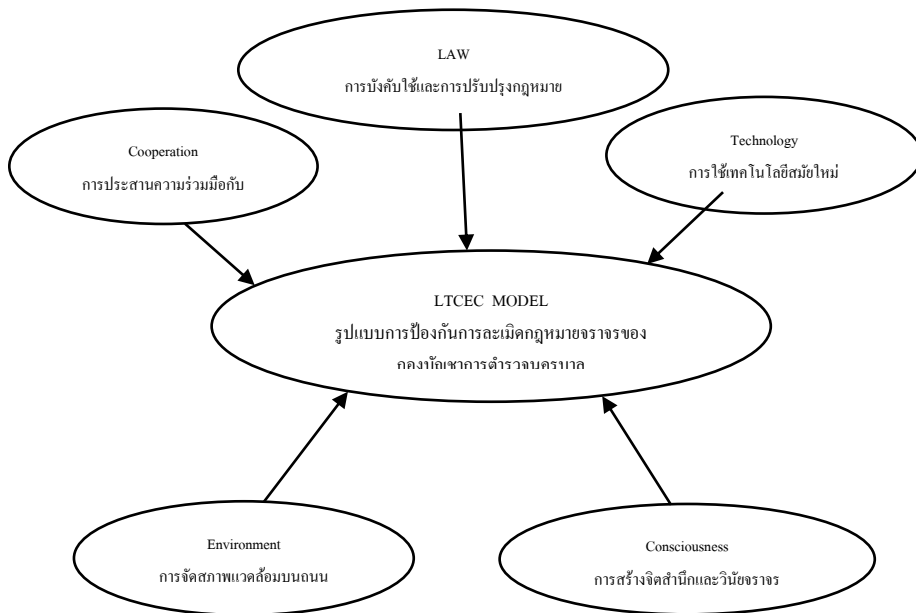 LAW
การบังคับใช้และการปรับปรุงกฎหมาย
Cooperation
การประสานความร่วมมือกับ
Technology
การใช้เทคโนโลยีสมัยใหม่
LTCEC MODEL
รูปแบบการป้องกันการละเมิดกฎหมายจราจรของ
กองบัญชาการตำรวจนครบาล
Environment
การจัดสภาพแวดล้อมบนถนน
Consciousness
การสร้างจิตสำนึกและวินัยจราจร